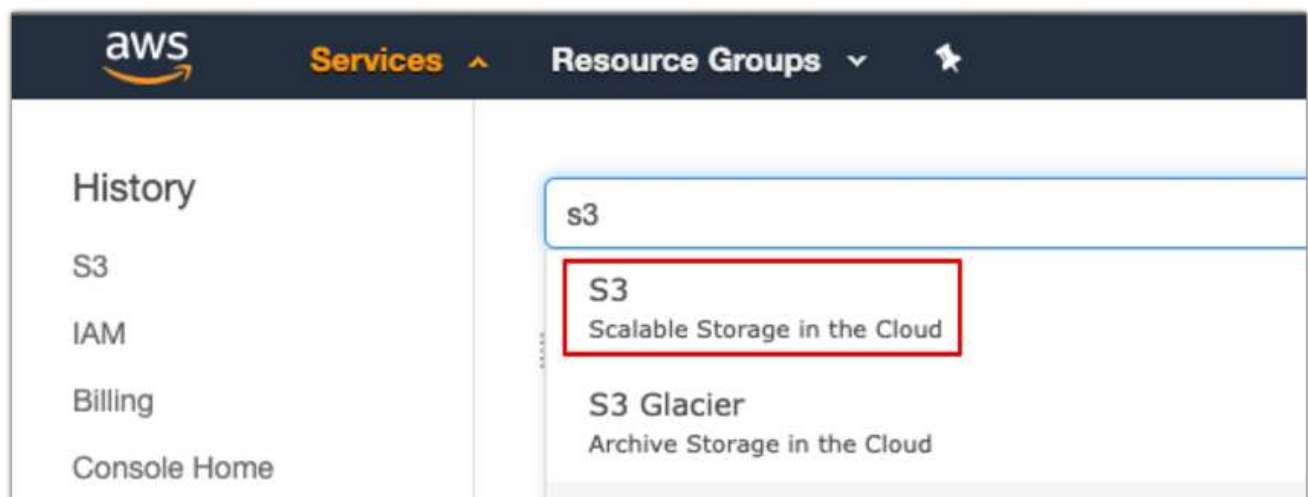 aws Services Resource Groups
History
S3
IAM
Billing
Console Home
s3
S3
Scalable Storage in the Cloud
S3 Glacier
Archive Storage in the Cloud